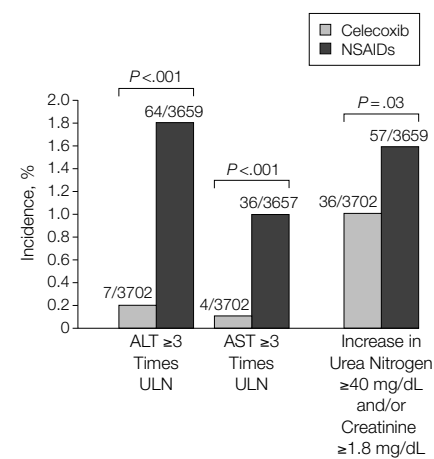 Celecoxib
NSAIDs
P<.001
64/3659
P=.03
57/3659
P<.001
36/3657
36/3702
7/3702
4/3702
2.0
1.8
1.6
1.4
1.2
1.0
0.8
0.6
0.4
0.2
0
Incidence, %
ALT ≥3
Times
ULN
AST ≥3
Times
ULN
Increase in
Urea Nitrogen
≥40 mg/dL
and/or
Creatinine
≥1.8 mg/dL